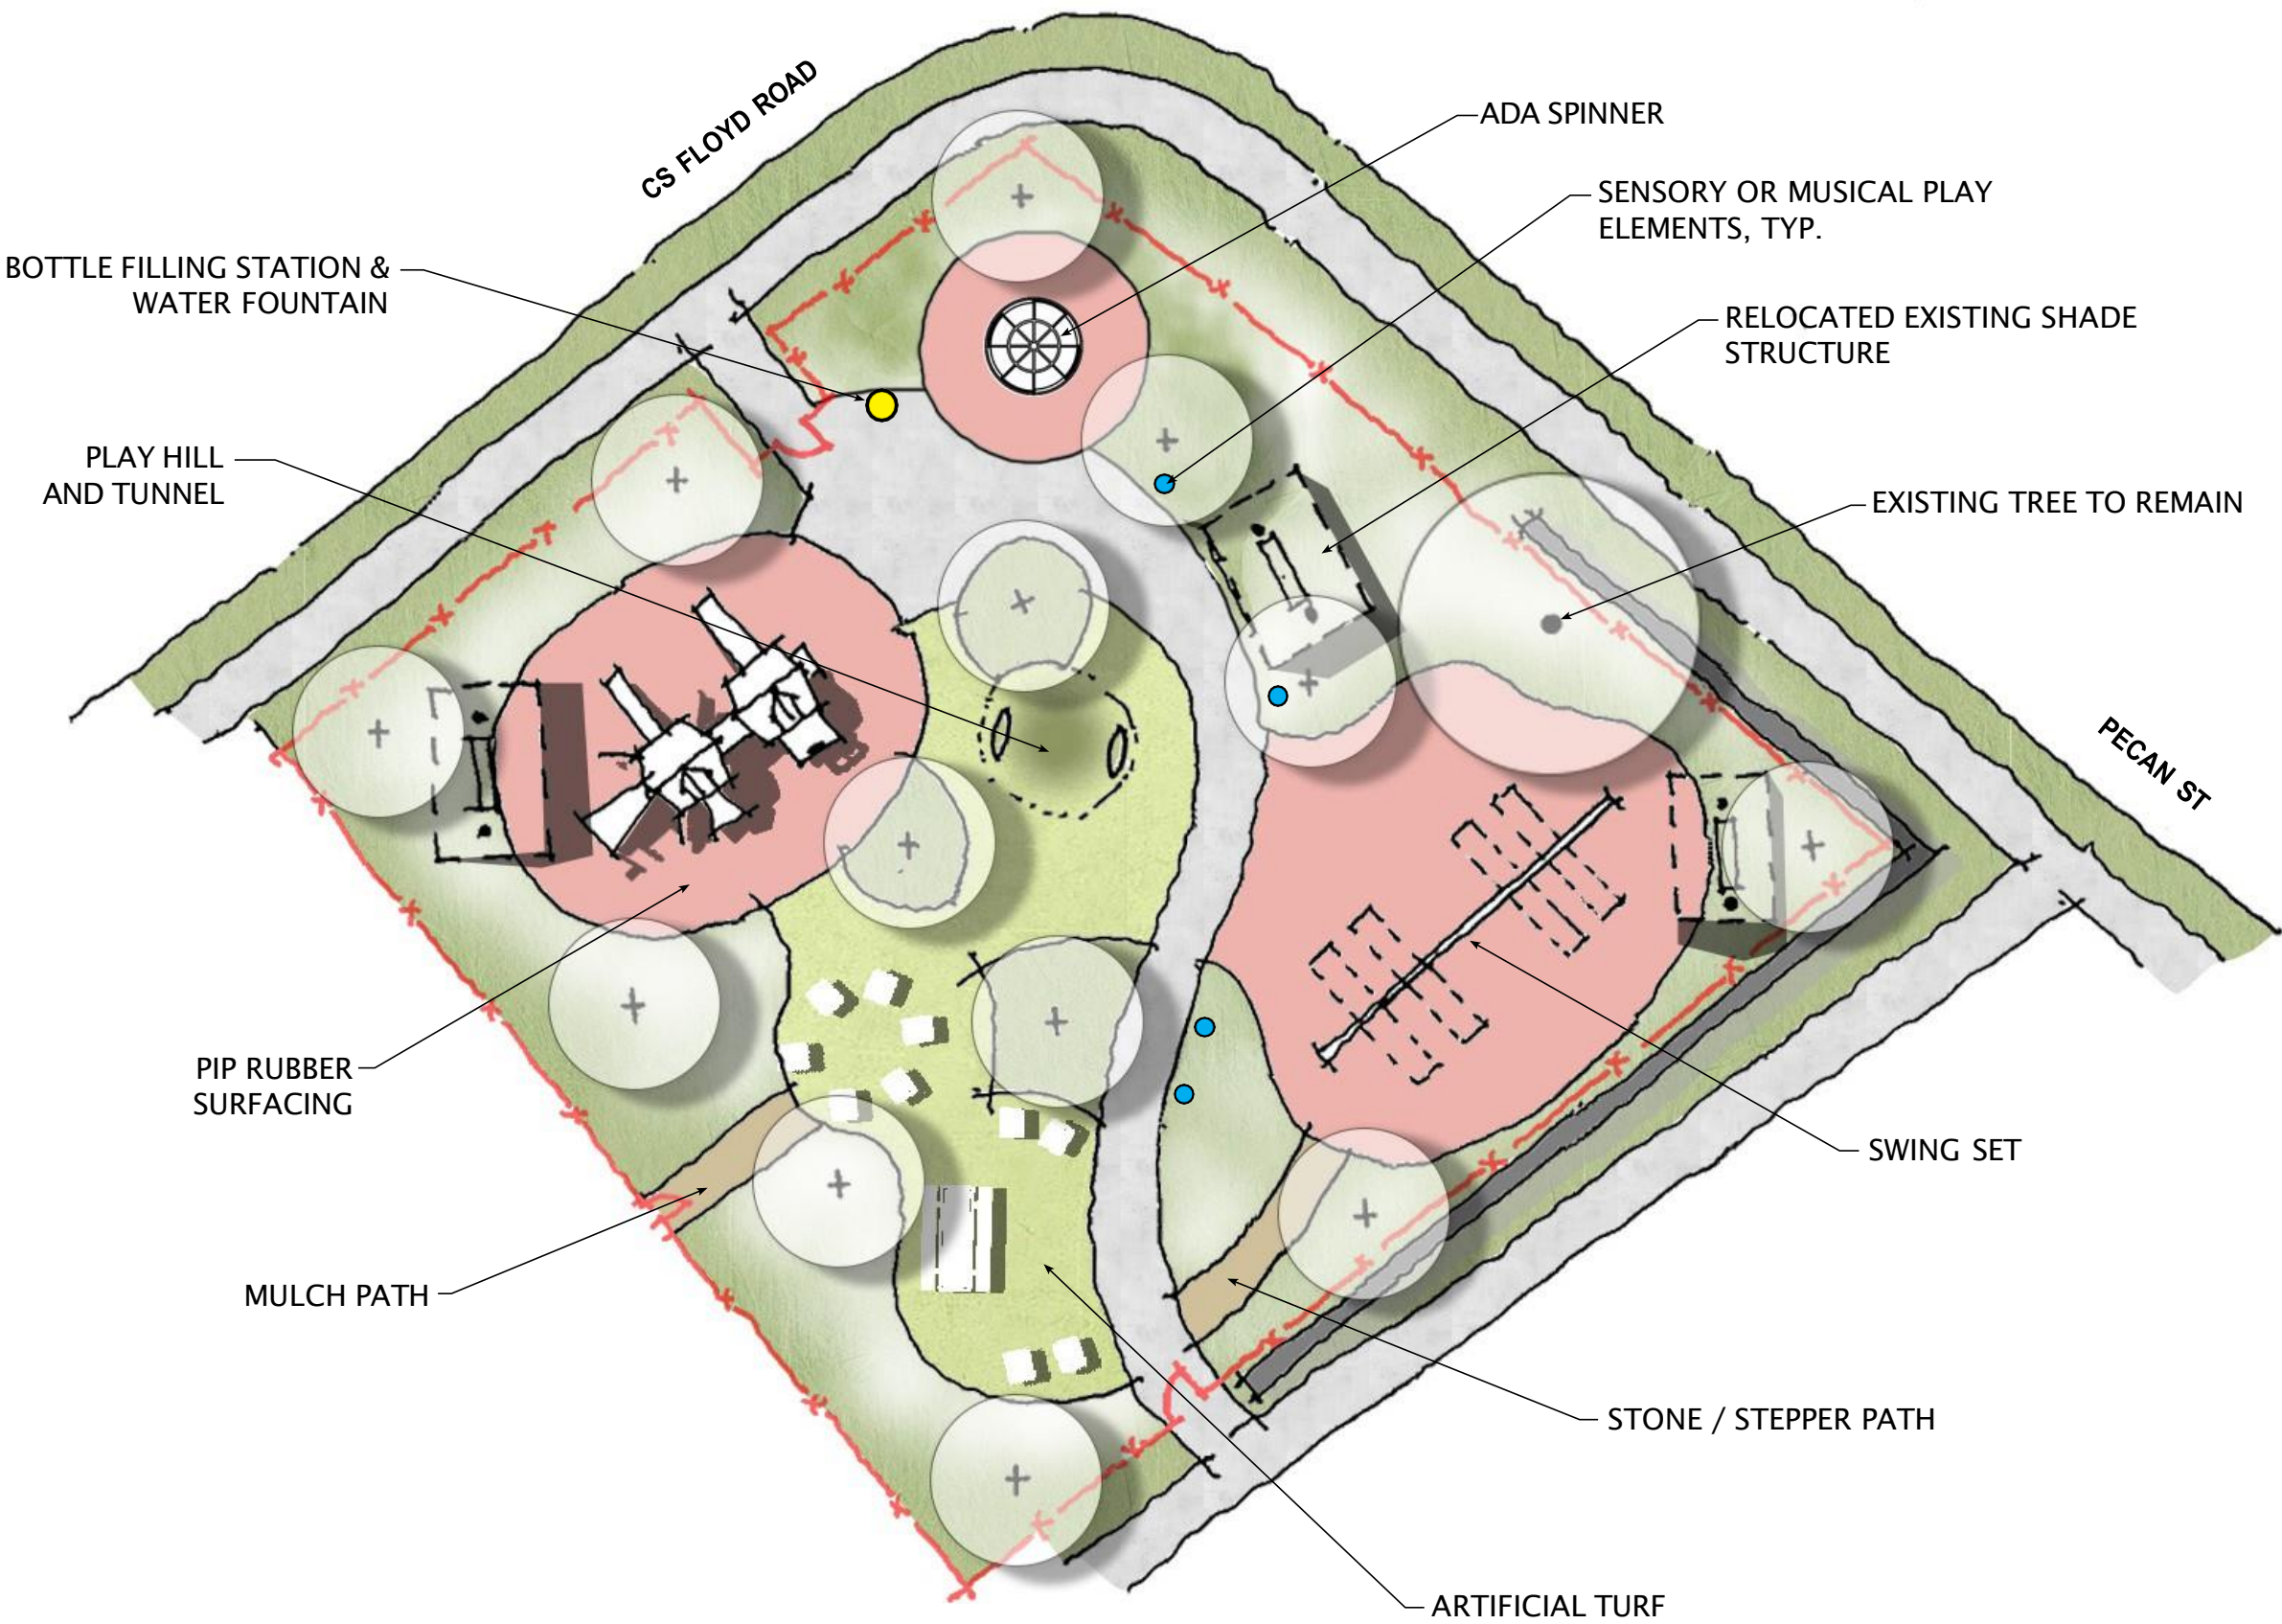 CS FLOYD ROAD
ADA SPINNER
SENSORY OR MUSICAL PLAY
ELEMENTS, TYP.
BOTTLE FILLING STATION &
WATER FOUNTAIN
RELOCATED EXISTING SHADE
STRUCTURE
PLAY HILL
AND TUNNEL
EXISTING TREE TO REMAIN
PECAN ST
PIP RUBBER
SURFACING
SWING SET
MULCH PATH
STONE / STEPPER PATH
ARTIFICIAL TURF